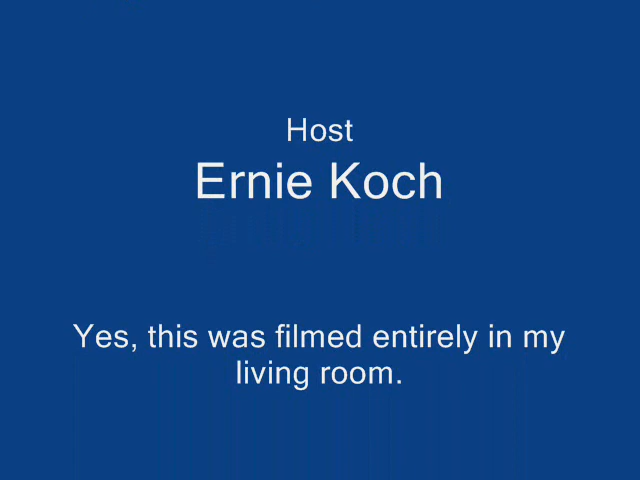 Host
Ernie Koch
Yes, this was filmed entirely in my
living room.